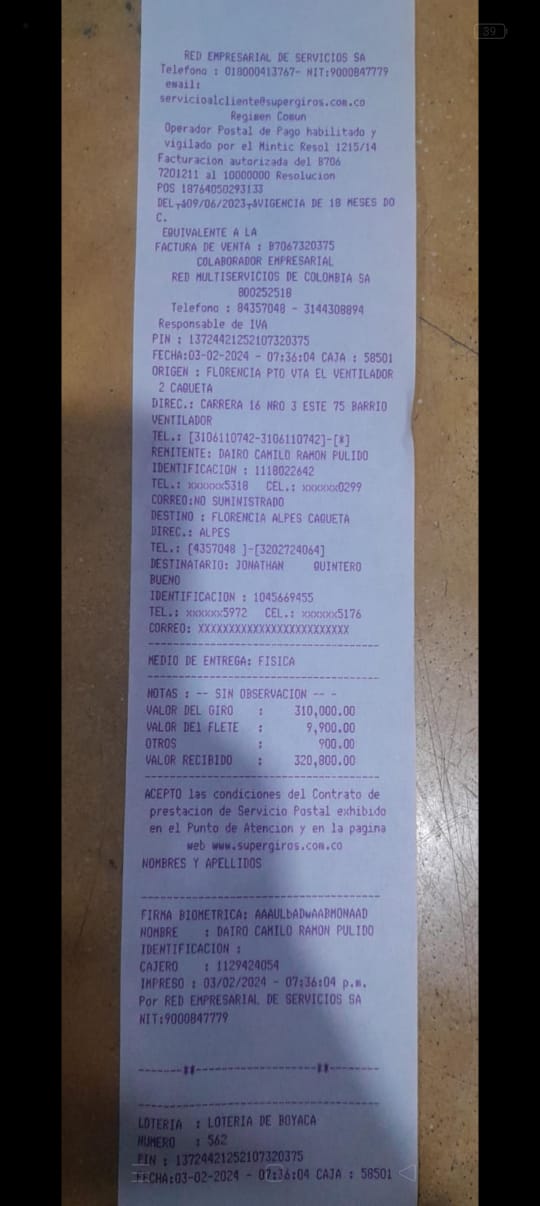 39
RED EMPRESARIAL DE SERVICIOS SA
Telefono : 018000413767- NIT:9000847779
email:
servicioalcliente@supergiros.com.co
Regimen Comun
Operador Postal de Pago habilitado y
vigilado por el Mintic Resol 1215/14
Facturacion autorizada del B706
7201211 al 10000000 Resolucion
POS 18764050293133
DEL 09/06/2023 VIGENCIA DE 18 MESES DO
C.
EQUIVALENTE A LA
FACTURA DE VENTA : B7067320375
COLABORADOR EMPRESARIAL
RED MULTISERVICIOS DE COLOMBIA SA
800252518
Telefono : 84357048 - 3144308894
Responsable de IVA
PIN : 13724421252107320375
FECHA:03-02-2024 - 07:36:04 CAJA : 58501
ORIGEN : FLORENCIA PTO VTA EL VENTILADOR
2 CAQUETA
DIREC.: CARRERA 16 NRO 3 ESTE 75 BARRIO
VENTILADOR
TEL.: [3106110742-3106110742]-[*]
REMITENTE: DAIRO CAMILO RAMON PULIDO
IDENTIFICACION : 1118022642
TEL.: xxxxxx5318 CEL.: xxxxxx0299
CORREO:NO SUMINISTRADO
DESTINO : FLORENCIA ALPES CAQUETA
DIREC.: ALPES
TEL.: [4357048 ]-[3202724064]
DESTINATARIO: JONATHAN QUINTERO
BUENO
IDENTIFICACION : 1045669455
TEL.: xxxxxx5972 CEL.: xxxxxx5176
CORREO: XXXXXXXXXXXXXXXXXXXXXXXXX
MEDIO DE ENTREGA: FISICA
NOTAS : -- SIN OBSERVACION -- -
VALOR DEL GIRO : 310,000.00
VALOR DEl FLETE : 9,900.00
OTROS : 900.00
VALOR RECIBIDO : 320,800.00
ACEPTO las condiciones del Contrato de
prestacion de Servicio Postal exhibido
en el Punto de Atencion y en la pagina
web www.supergiros.com.co
NOMBRES Y APELLIDOS
FIRMA BIOMETRICA: AAAULbADwAABMONAAD
NOMBRE : DAIRO CAMILO RAMON PULIDO
IDENTIFICACION :
CAJERO : 1129424054
IMPRESO : 03/02/2024 - 07:36:04 p.m.
Por RED EMPRESARIAL DE SERVICIOS SA
NIT:9000847779
LOTERIA : LOTERIA DE BOYACA
NUMERO : 562
PIN : 13724421252107320375
FECHA:03-02-2024 - 07:36:04 CAJA : 58501